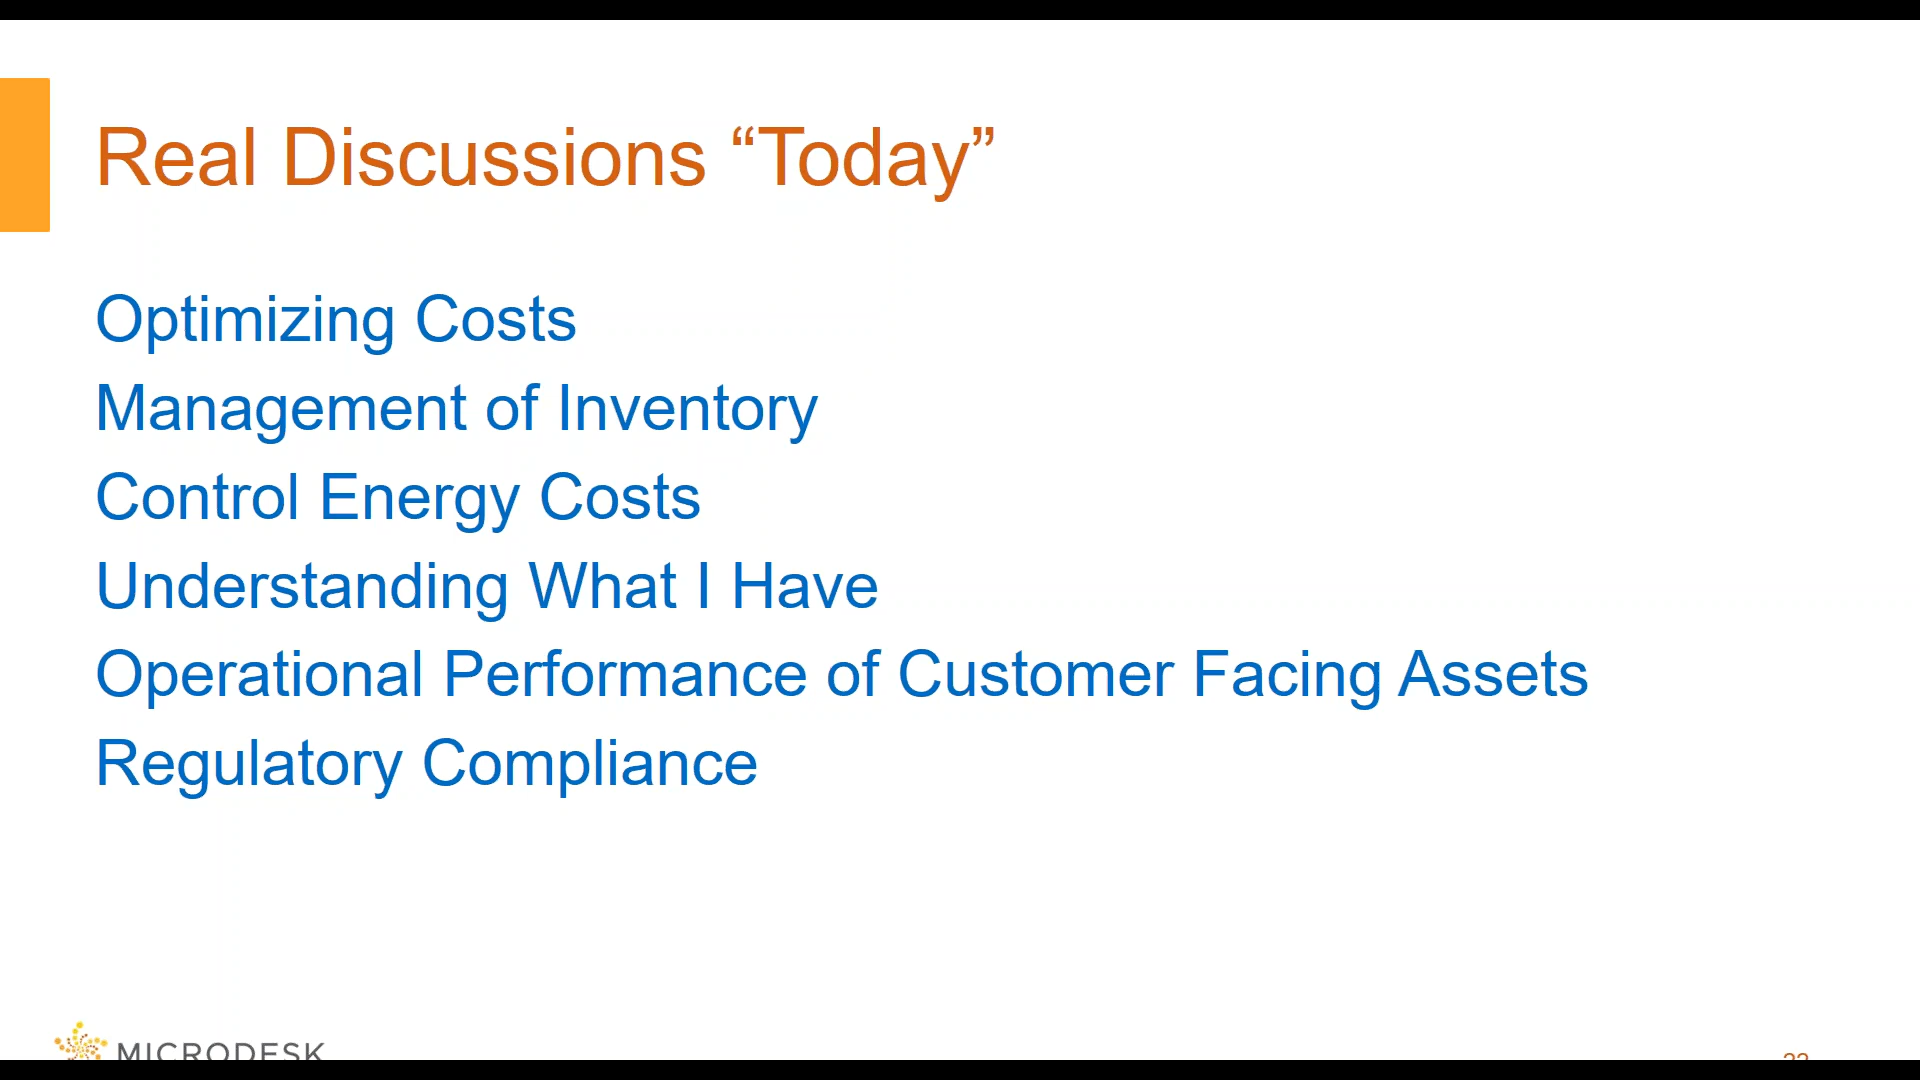 Real Discussions “Today”
Optimizing Costs
Management of Inventory
Control Energy Costs
Understanding What I Have
Operational Performance of Customer Facing Assets
Regulatory Compliance
MICRODESK